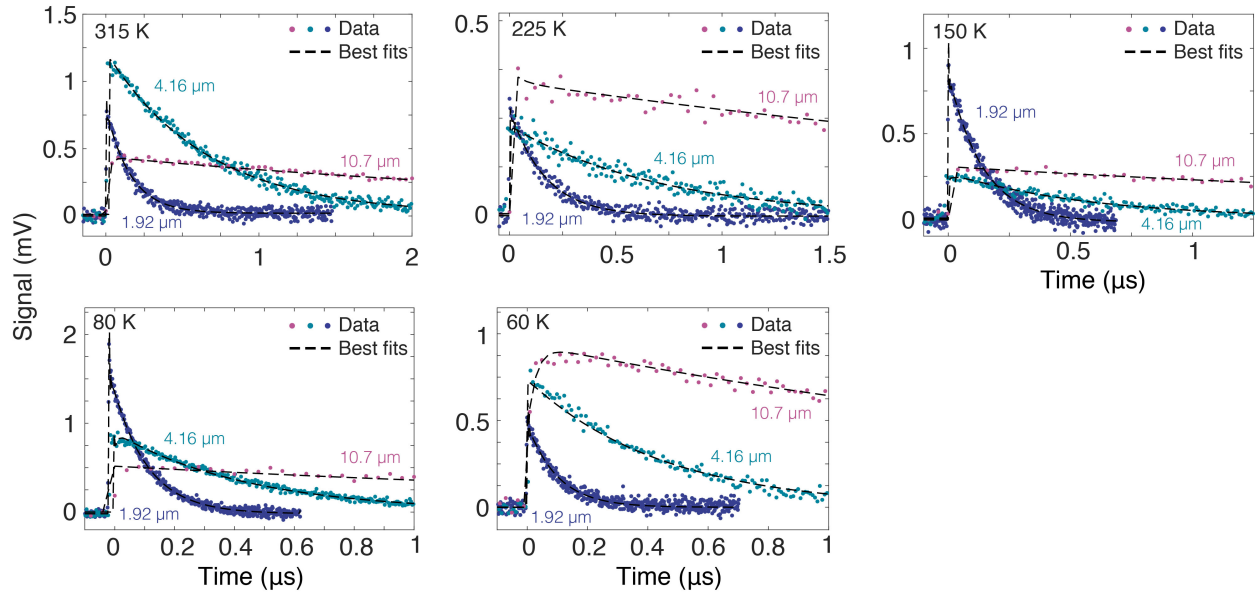 Signal (mV)
315 K
Data
Best fits
4.16 µm
10.7 µm
1.92 µm
1.5
1
0.5
0
0
1
2
225 K
Data
Best fits
10.7 µm
4.16 µm
1.92 µm
0.5
0
0
0.5
1
1.5
150 K
Data
Best fits
1.92 µm
10.7 µm
4.16 µm
1
0.5
0
0
0.5
1
Time (µs)
80 K
Data
Best fits
4.16 µm
10.7 µm
1.92 µm
2
1
0
0
0.2
0.4
0.6
0.8
1
Time (µs)
60 K
Data
Best fits
10.7 µm
4.16 µm
1.92 µm
1
0.5
0
0
0.2
0.4
0.6
0.8
1
Time (µs)